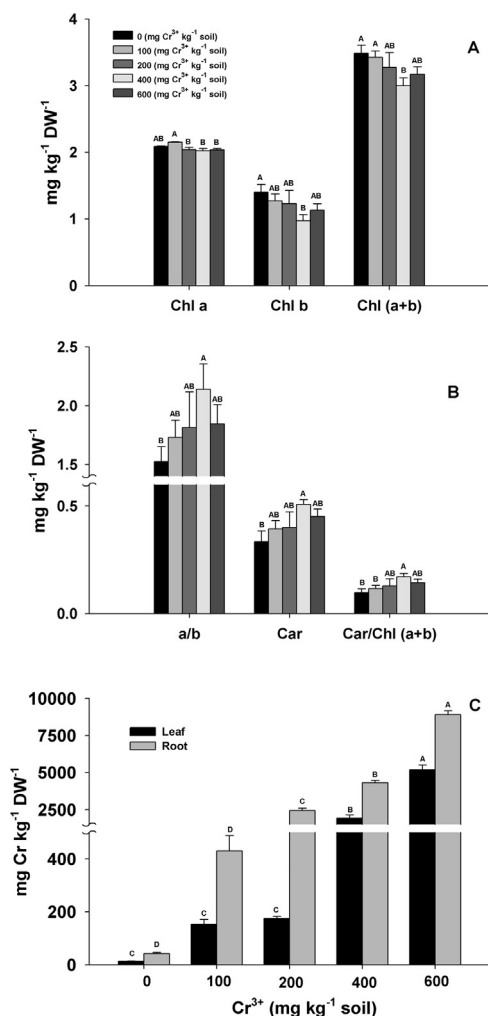 0 (mg Cr³⁺ kg⁻¹ soil)
100 (mg Cr³⁺ kg⁻¹ soil)
200 (mg Cr³⁺ kg⁻¹ soil)
400 (mg Cr³⁺ kg⁻¹ soil)
600 (mg Cr³⁺ kg⁻¹ soil)
A
mg kg⁻¹ DW⁻¹
4
3
2
1
0
AB A B B B
A AB AB B AB
A A AB B AB
Chl a Chl b Chl (a+b)
B
mg kg⁻¹ DW⁻¹
2.5
2.0
1.5
0.5
0.0
B AB AB A AB
B AB AB A AB
B B AB A AB
a/b Car Car/Chl (a+b)
C
Leaf
Root
mg Cr kg⁻¹ DW⁻¹
10000
7500
5000
2500
400
200
0
C D
C D
C C
B B
A A
0 100 200 400 600
Cr³⁺ (mg kg⁻¹ soil)